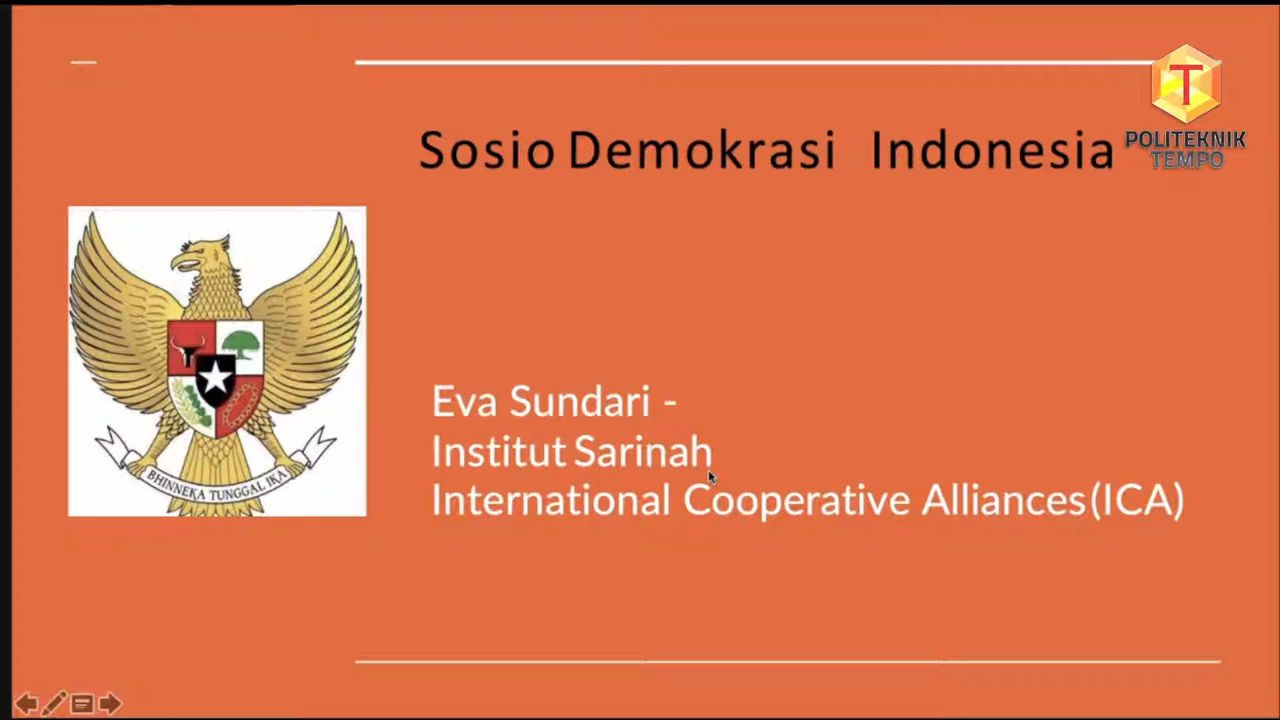 Sosio Demokrasi Indonesia
T
POLITEKNIK
TEMPO
BHINNEKA TUNGGAL IKA
Eva Sundari -
Institut Sarinah
International Cooperative Alliances(ICA)